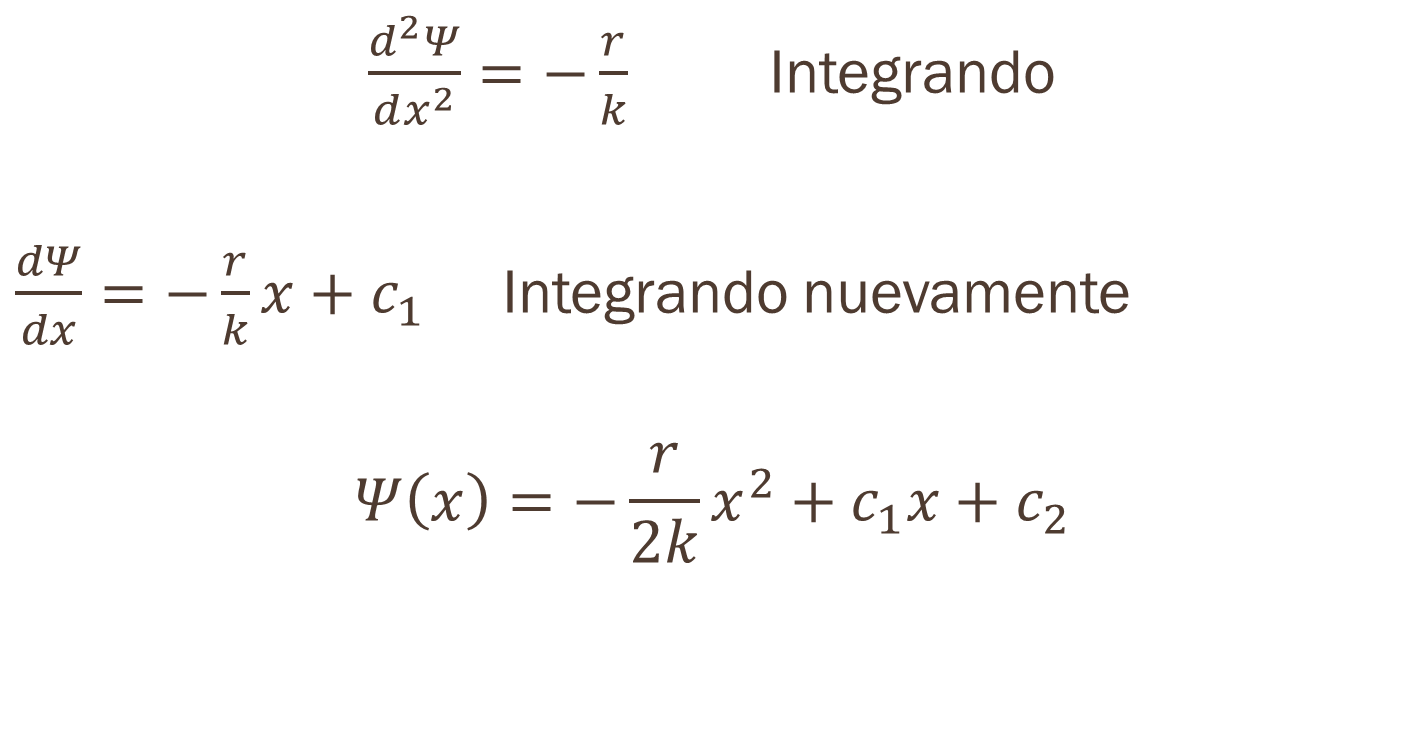 d²Ψ/dx² = −r/k Integrando
dΨ/dx = −r/k x + c₁ Integrando nuevamente
Ψ(x) = −r/2k x² + c₁x + c₂